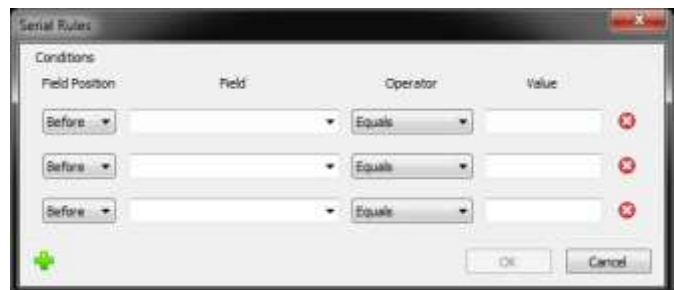 Serial Rules
Conditions
Field Position Field Operator Value
Before Equals
Before Equals
Before Equals
OK Cancel